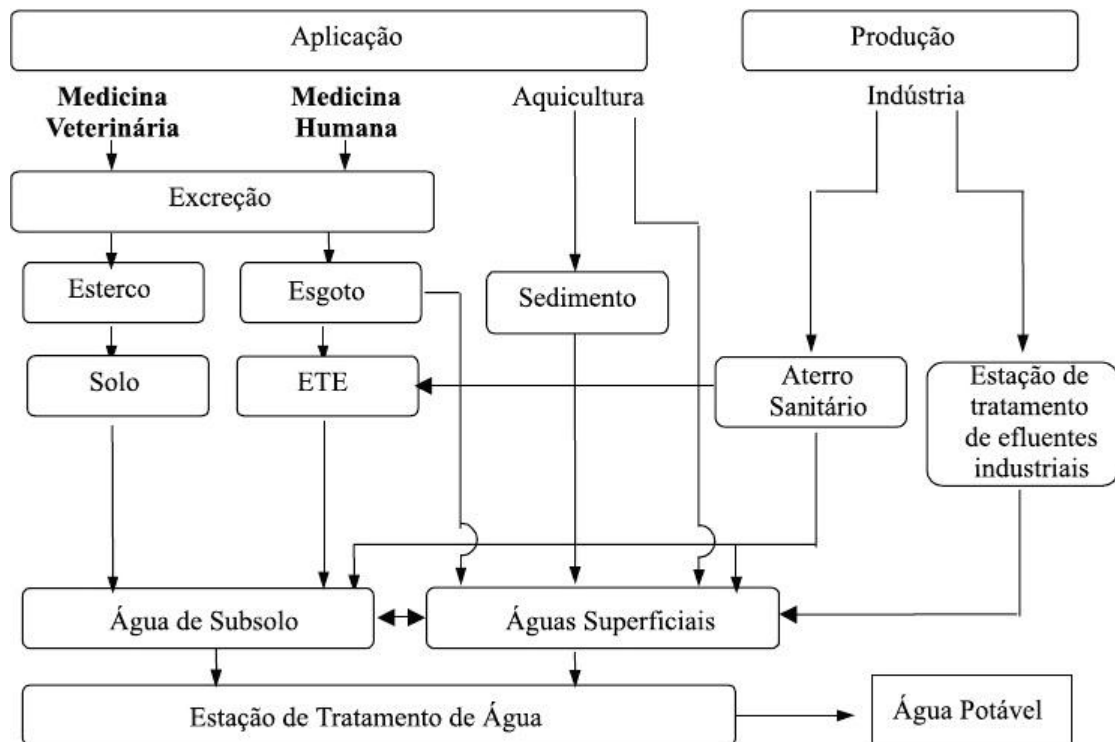 Aplicação
Produção
Medicina
Veterinária
Medicina
Humana
Aquicultura
Indústria
Excreção
Esterco
Esgoto
Sedimento
Solo
ETE
Aterro
Sanitário
Estação de
tratamento
de efluentes
industriais
Água de Subsolo
Águas Superficiais
Estação de Tratamento de Água
Água Potável